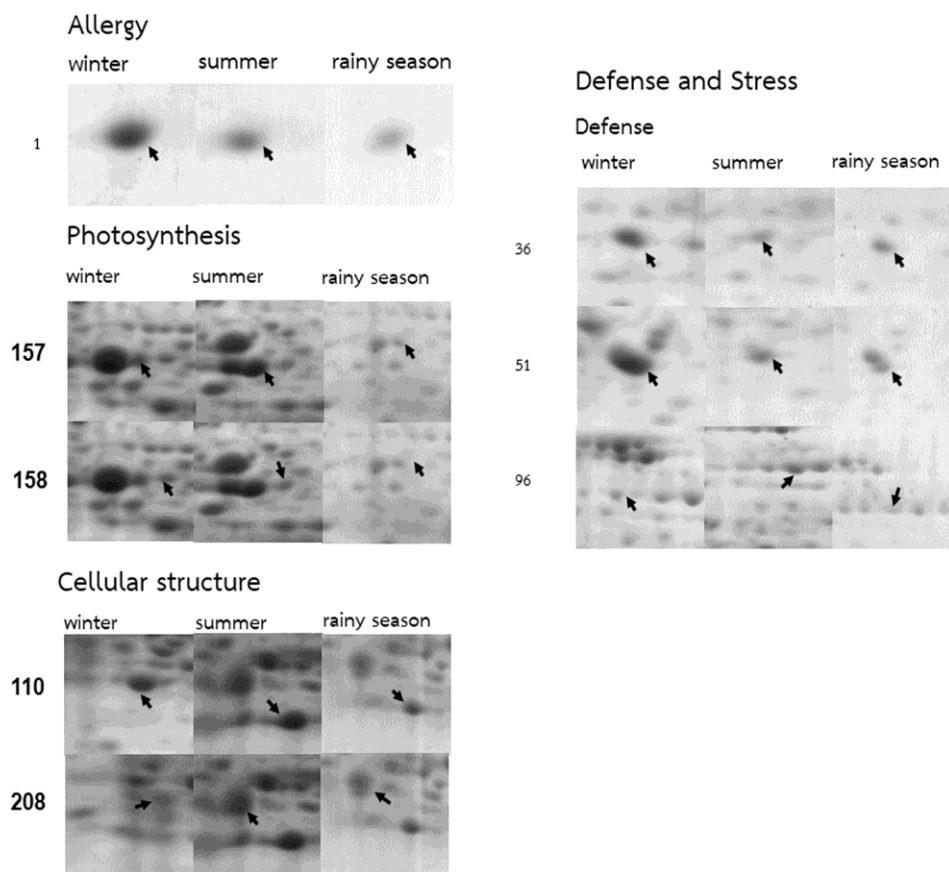 Allergy
winter summer rainy season
1
Photosynthesis
winter summer rainy season
157
158
Cellular structure
winter summer rainy season
110
208
Defense and Stress
Defense
winter summer rainy season
36
51
96